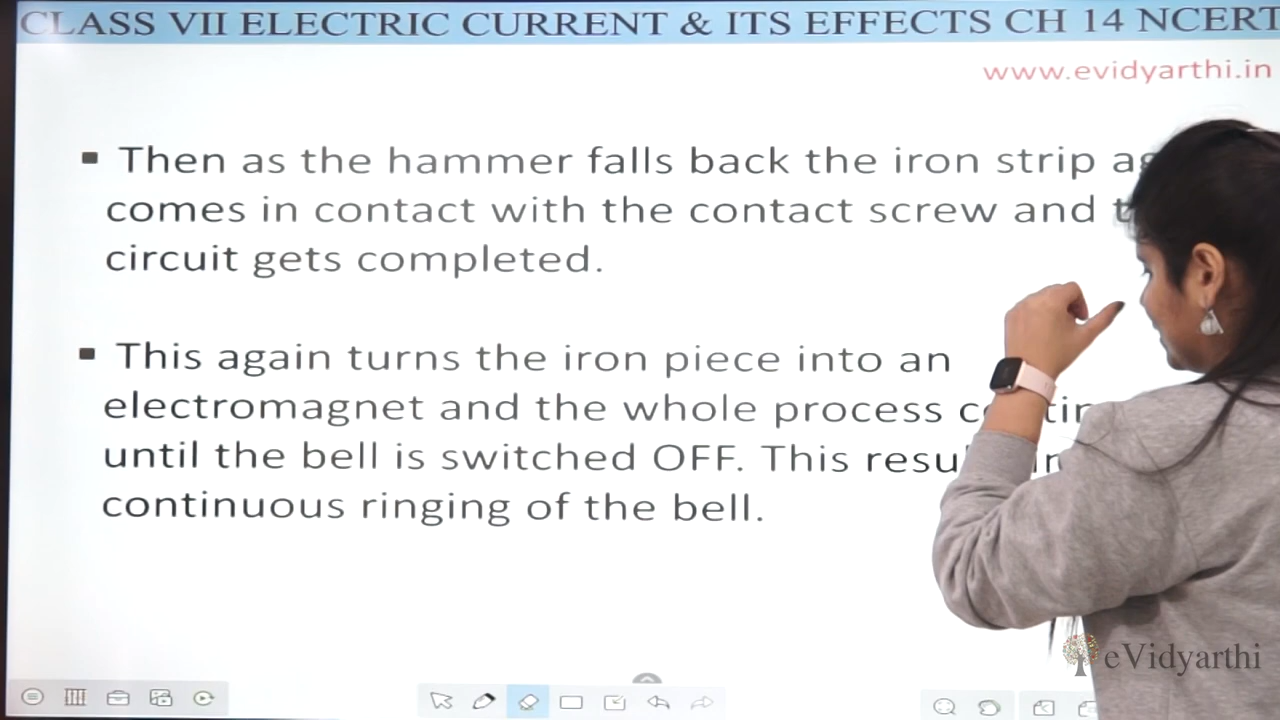 CLASS VII ELECTRIC CURRENT & ITS EFFECTS CH 14 NCERT
www.evidyarthi.in
▪ Then as the hammer falls back the iron strip
comes in contact with the contact screw and
circuit gets completed.
▪ This again turns the iron piece into an
electromagnet and the whole process
until the bell is switched OFF. This
continuous ringing of the bell.
eVidyarthi